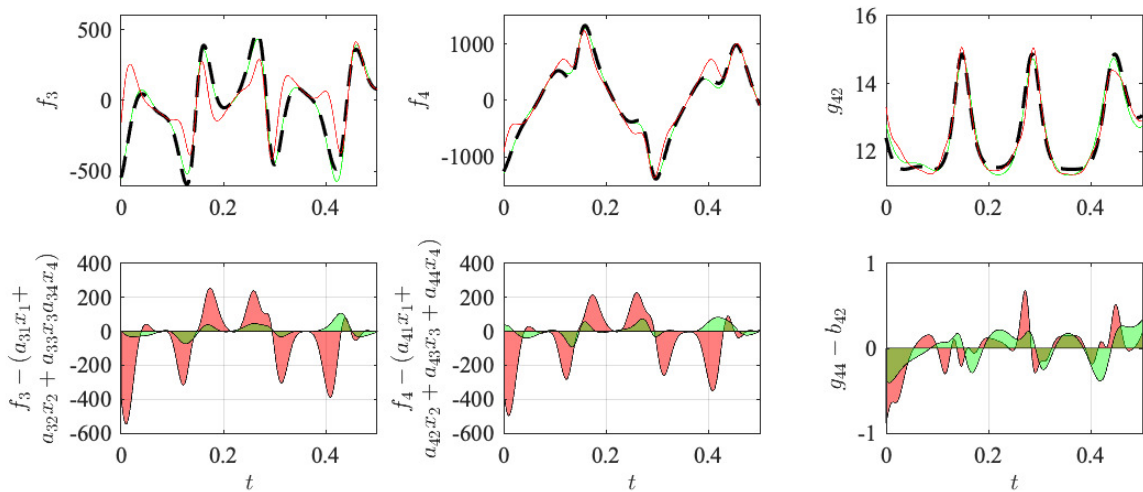 500
0
-500
f₃
0 0.2 0.4
1000
0
-1000
f₄
0 0.2 0.4
16
14
12
g₄₂
0 0.2 0.4
400
200
0
-200
-400
-600
f₃ − (a₃₁x₁+
a₃₂x₂ + a₃₃x₃a₃₄x₄)
0 0.2 0.4
t
400
200
0
-200
-400
-600
f₄ − (a₄₁x₁+
a₄₂x₂ + a₄₃x₃ + a₄₄x₄)
0 0.2 0.4
t
1
0
-1
g₄₄ − b₄₂
0 0.2 0.4
t